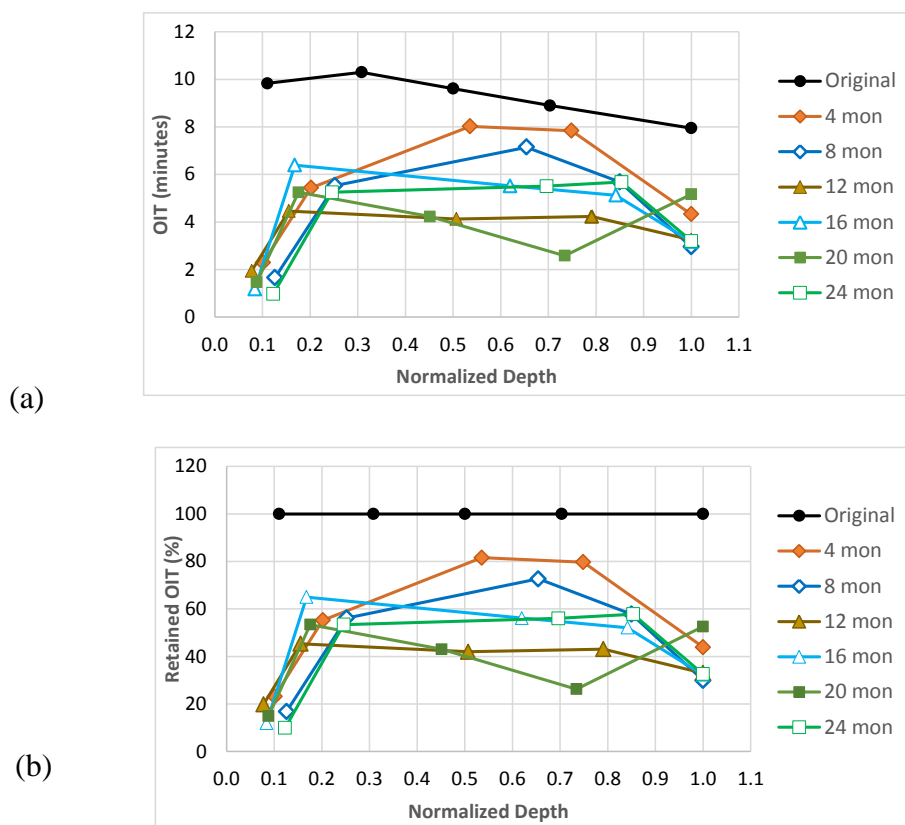 12
10
8
6
4
2
0
OIT (minutes)
0.0 0.1 0.2 0.3 0.4 0.5 0.6 0.7 0.8 0.9 1.0 1.1
Normalized Depth
Original
4 mon
8 mon
12 mon
16 mon
20 mon
24 mon
(a)
120
100
80
60
40
20
0
Retained OIT (%)
0.0 0.1 0.2 0.3 0.4 0.5 0.6 0.7 0.8 0.9 1.0 1.1
Normalized Depth
Original
4 mon
8 mon
12 mon
16 mon
20 mon
24 mon
(b)